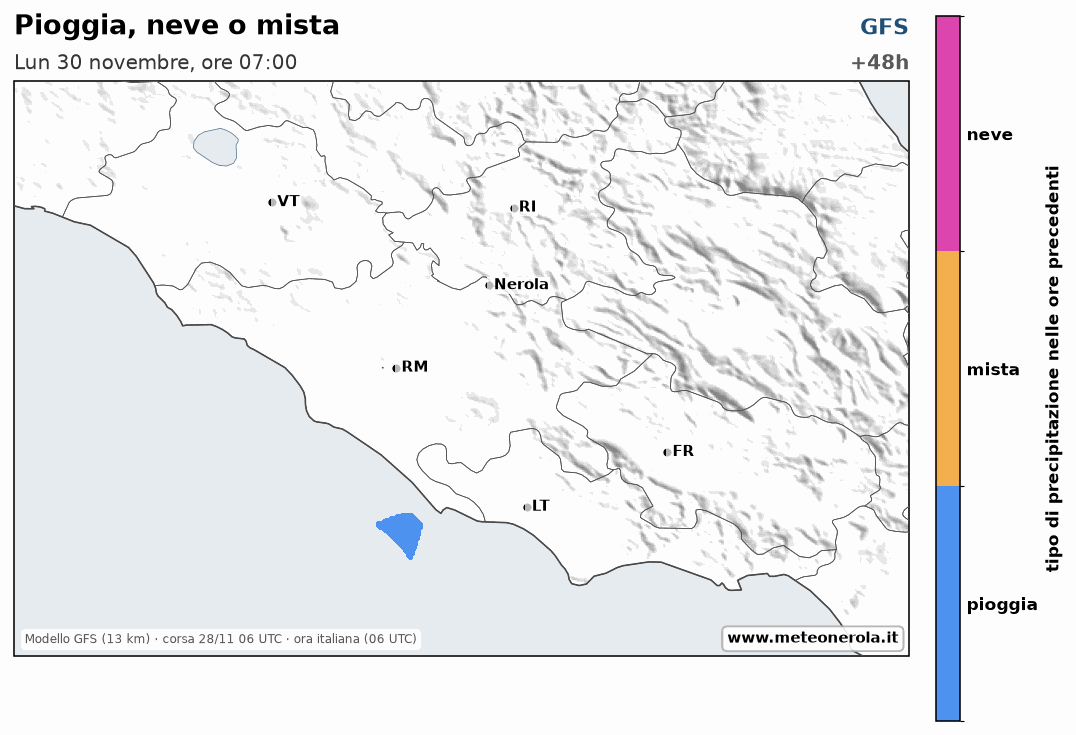 Pioggia, neve o mista
GFS
Lun 30 novembre, ore 07:00
+48h
neve
VT
RI
Nerola
mista
RM
FR
LT
pioggia
tipo di precipitazione nelle ore precedenti
Modello GFS (13 km) · corsa 28/11 06 UTC · ora italiana (06 UTC)
www.meteonerola.it